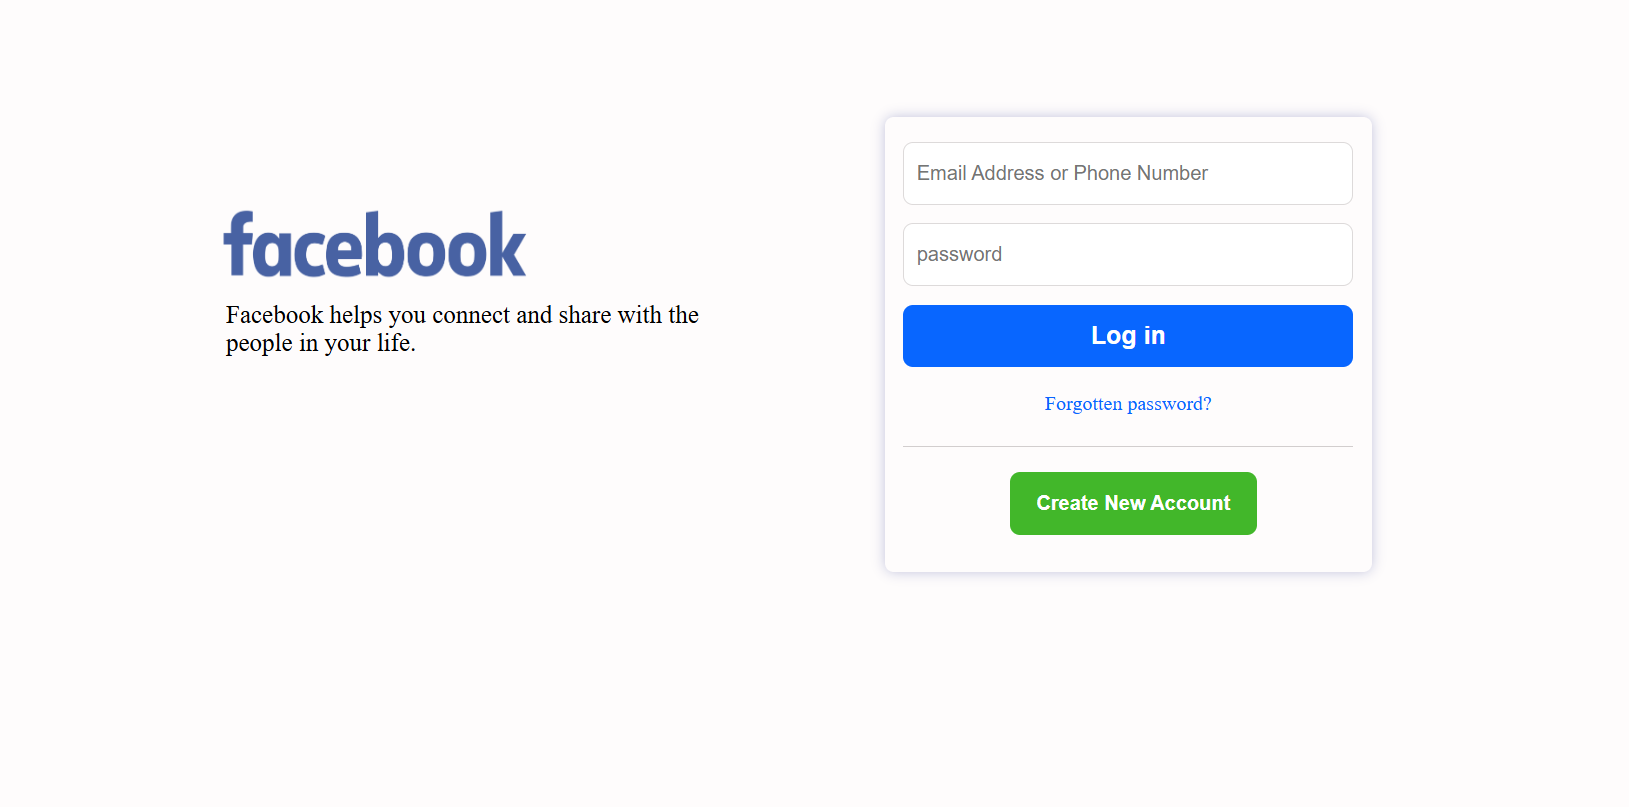 facebook
Facebook helps you connect and share with the
people in your life.
Email Address or Phone Number
password
Log in
Forgotten password?
Create New Account